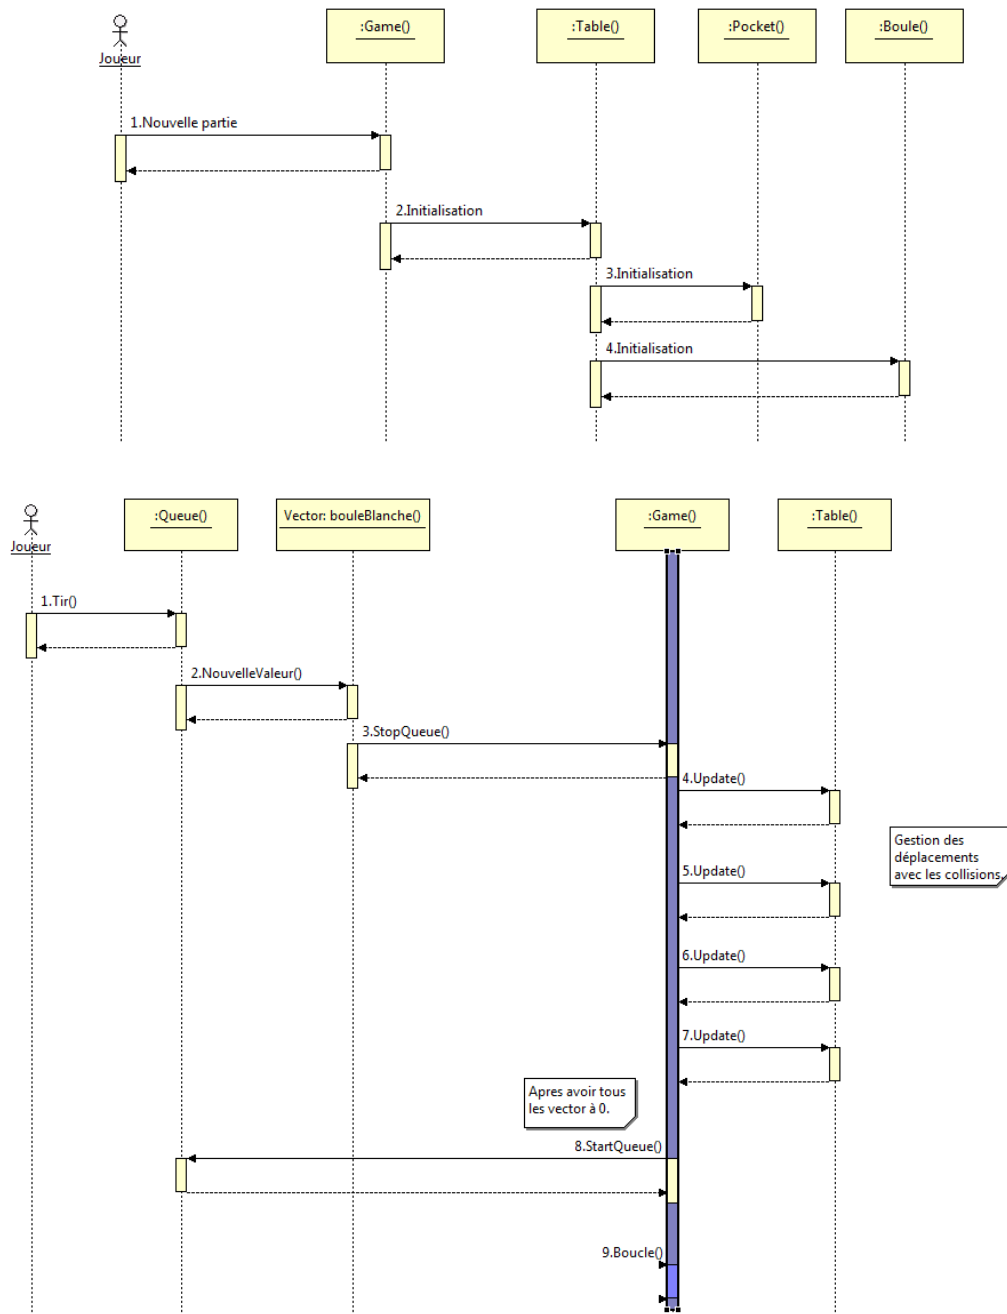 Joueur
:Game()
:Table()
:Pocket()
:Boule()
1.Nouvelle partie
2.Initialisation
3.Initialisation
4.Initialisation
Joueur
:Queue()
Vector: bouleBlanche()
:Game()
:Table()
1.Tir()
2.NouvelleValeur()
3.StopQueue()
4.Update()
Gestion des
déplacements
avec les collisions.
5.Update()
6.Update()
7.Update()
Apres avoir tous
les vector à 0.
8.StartQueue()
9.Boucle()